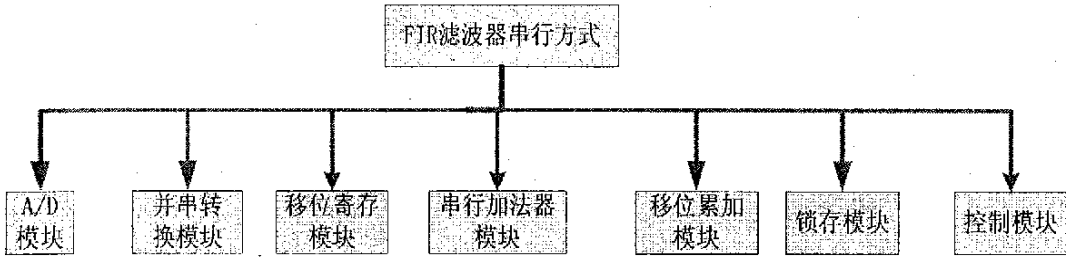 FIR滤波器串行方式
A/D
模块
并串转
换模块
移位寄存
模块
串行加法器
模块
移位累加
模块
锁存模块
控制模块